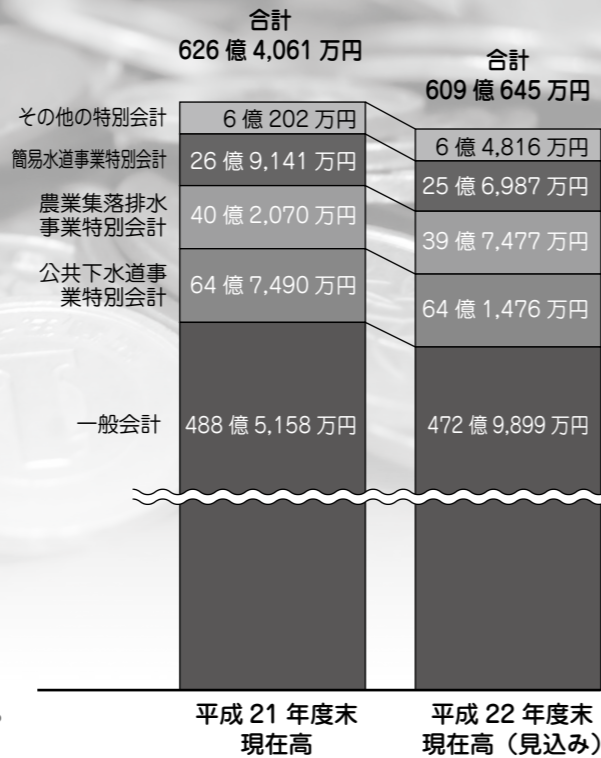 合計
626 億 4,061 万円
合計
609 億 645 万円
その他の特別会計
6 億 202 万円
6 億 4,816 万円
簡易水道事業特別会計
26 億 9,141 万円
25 億 6,987 万円
農業集落排水
事業特別会計
40 億 2,070 万円
39 億 7,477 万円
公共下水道事
業特別会計
64 億 7,490 万円
64 億 1,476 万円
一般会計
488 億 5,158 万円
472 億 9,899 万円
平成 21 年度末
現在高
平成 22 年度末
現在高（見込み）